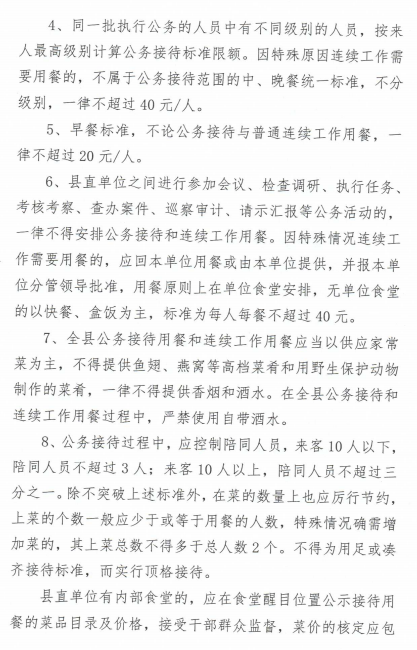 4、同一批执行公务的人员中有不同级别的人员，按来
人最高级别计算公务接待标准限额。因特殊原因连续工作需
要用餐的，不属于公务接待范围的中、晚餐统一标准，不分
级别，一律不超过 40 元/人。
5、早餐标准，不论公务接待与普通连续工作用餐，一
律不超过 20 元/人。
6、县直单位之间进行参加会议、检查调研、执行任务、
考核考察、查办案件、巡察审计、请示汇报等公务活动的，
一律不得安排公务接待和连续工作用餐。因特殊情况连续工
作需要用餐的，应回本单位用餐或由本单位提供，并报本单
位分管领导批准，用餐原则上在单位食堂安排，无单位食堂
的以快餐、盒饭为主，标准为每人每餐不超过 40 元。
7、全县公务接待用餐和连续工作用餐应当以供应家常
菜为主，不得提供鱼翅、燕窝等高档菜肴和用野生保护动物
制作的菜肴，一律不得提供香烟和酒水。在全县公务接待和
连续工作用餐过程中，严禁使用自带酒水。
8、公务接待过程中，应控制陪同人员，来客 10 人以下，
陪同人员不超过 3 人；来客 10 人以上，陪同人员不超过三
分之一。除不突破上述标准外，在菜的数量上也应厉行节约，
上菜的个数一般应少于或等于用餐的人数，特殊情况确需增
加菜的，其上菜总数不得多于总人数 2 个。不得为用足或凑
齐接待标准，而实行顶格接待。
县直单位有内部食堂的，应在食堂醒目位置公示接待用
餐的菜品目录及价格，接受干部群众监督，菜价的核定应包